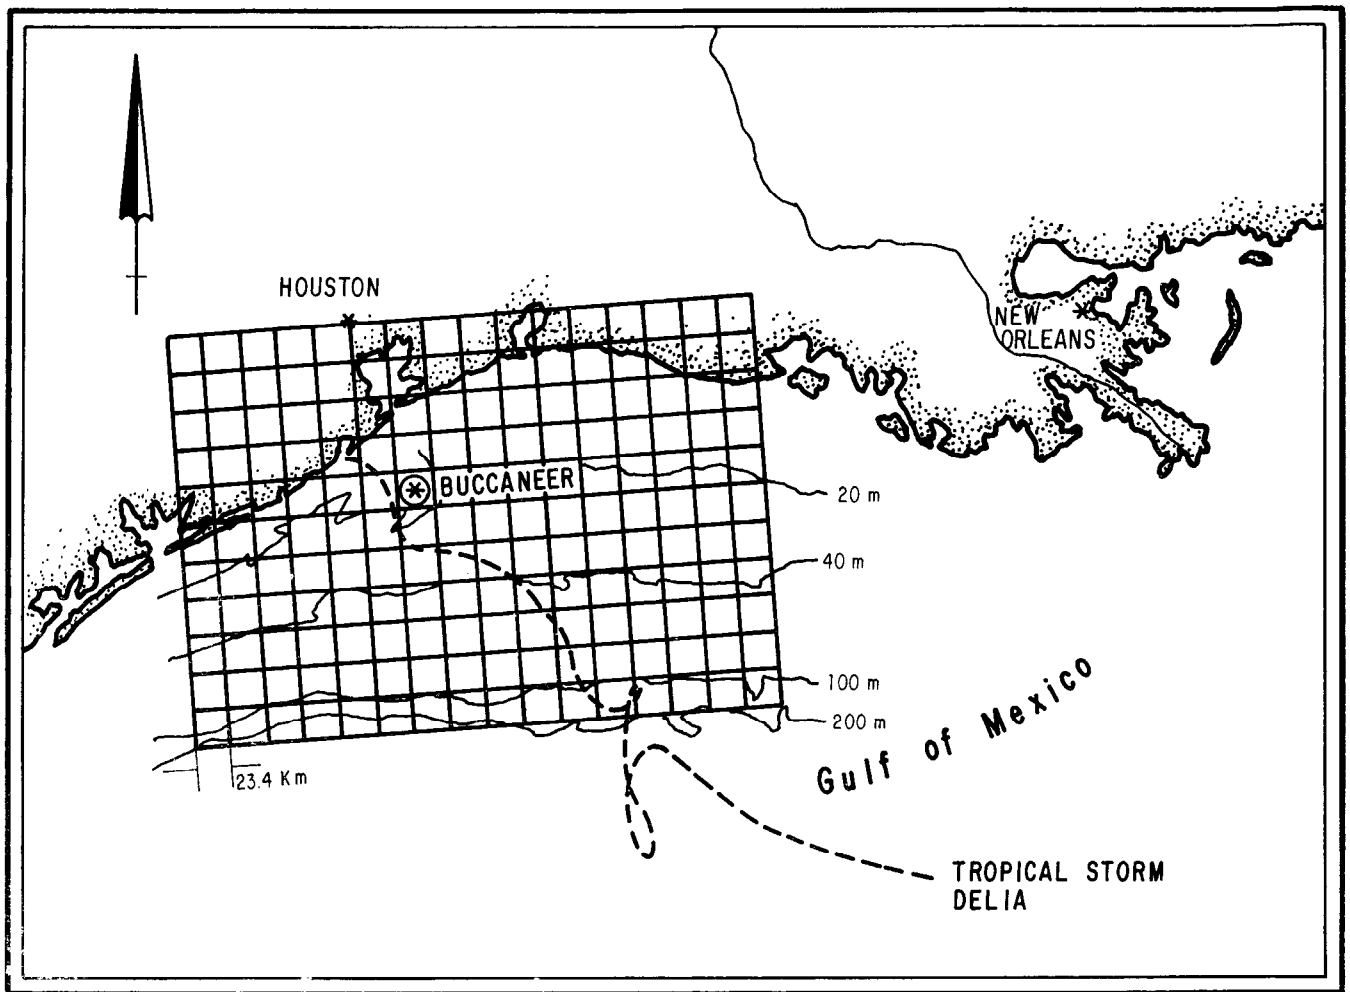 HOUSTON
NEW
ORLEANS
BUCCANEER
20 m
40 m
100 m
200 m
23.4 Km
Gulf of Mexico
TROPICAL STORM
DELIA